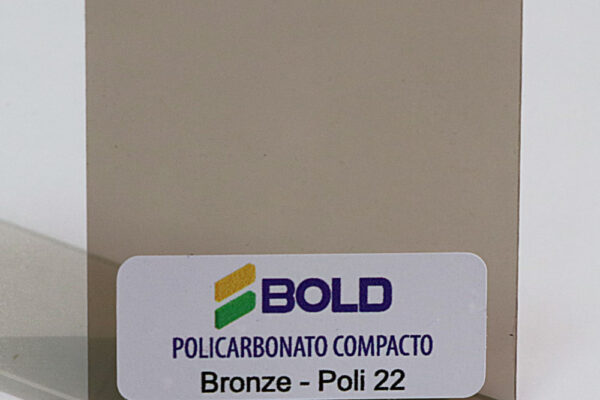 BOLD
POLICARBONATO COMPACTO
Bronze - Poli 22